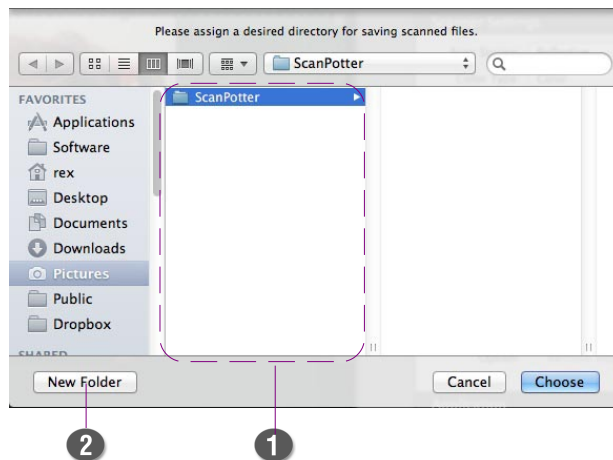 Please assign a desired directory for saving scanned files.
ScanPotter
FAVORITES
Applications
Software
rex
Desktop
Documents
Downloads
Pictures
Public
Dropbox
SHARED
ScanPotter
New Folder
Cancel
Choose
2
1